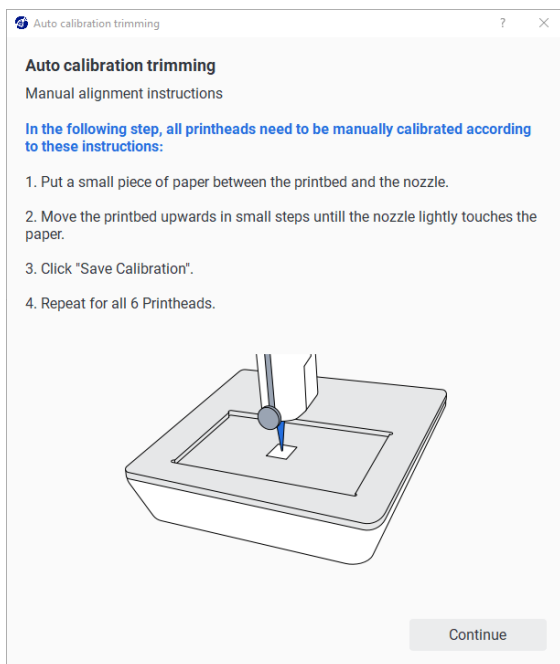 Auto calibration trimming
?
Auto calibration trimming
Manual alignment instructions
In the following step, all printheads need to be manually calibrated according
to these instructions:
1. Put a small piece of paper between the printbed and the nozzle.
2. Move the printbed upwards in small steps untill the nozzle lightly touches the
paper.
3. Click "Save Calibration".
4. Repeat for all 6 Printheads.
Continue